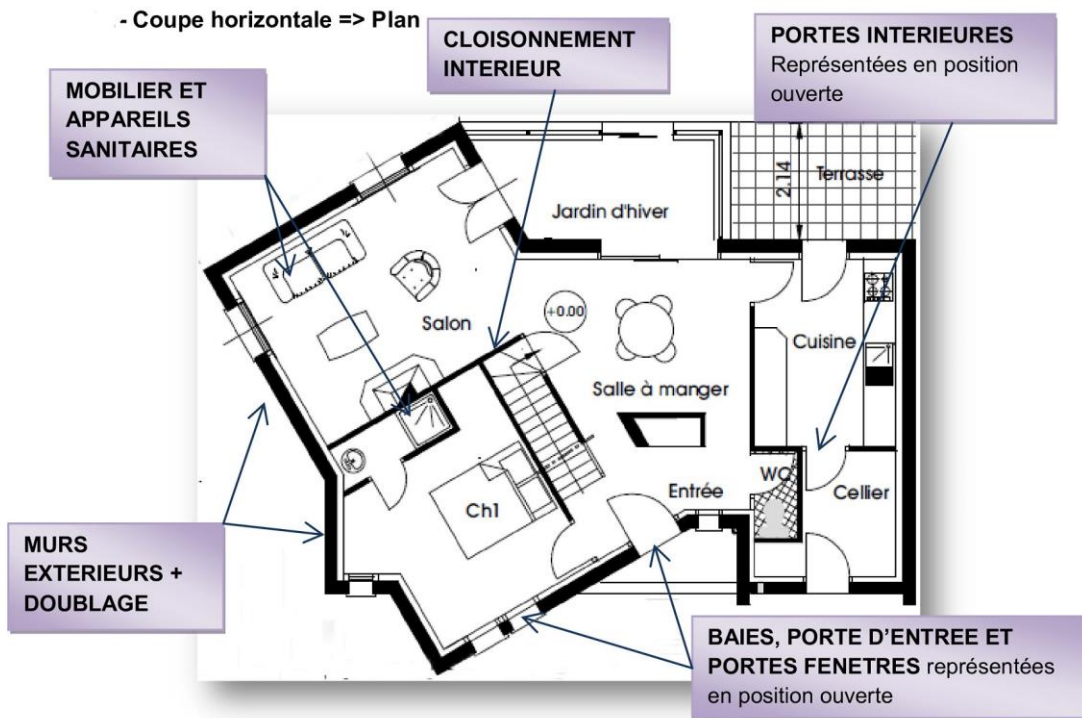 - Coupe horizontale => Plan
CLOISONNEMENT
INTERIEUR
PORTES INTERIEURES
Représentées en position
ouverte
MOBILIER ET
APPAREILS
SANITAIRES
2.14
Terrasse
Jardin d'hiver
Salon
+0.00
Cuisine
Salle à manger
WC
Entrée
Cellier
Ch1
MURS
EXTERIEURS +
DOUBLAGE
BAIES, PORTE D'ENTREE ET
PORTES FENETRES représentées
en position ouverte